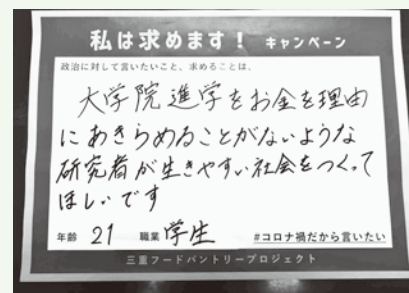 私は求めます！ キャンペーン
政治に対して言いたいこと、求めることは、
大学院進学をお金を理由
にあきらめることがないような
研究者が生きやすい社会をつくって
ほしいです
年齢 21 職業 学生 #コロナ禍だから言いたい
三重フードパントリープロジェクト